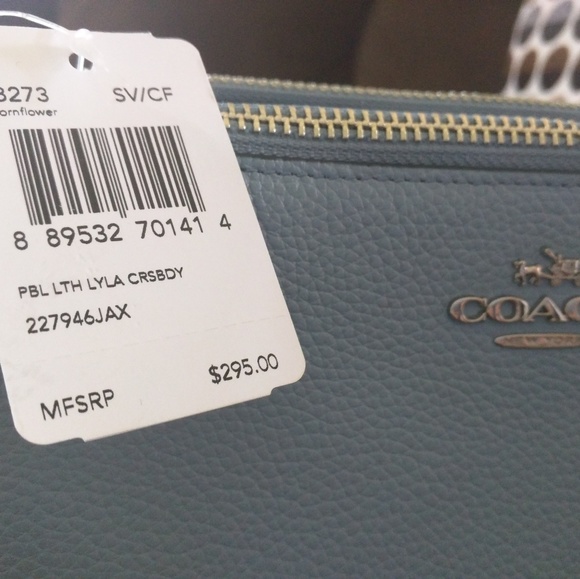 3273 SV/CF
ornflower
8 89532 70141 4
PBL LTH LYLA CRSBDY
227946JAX
MFSRP $295.00
COAC